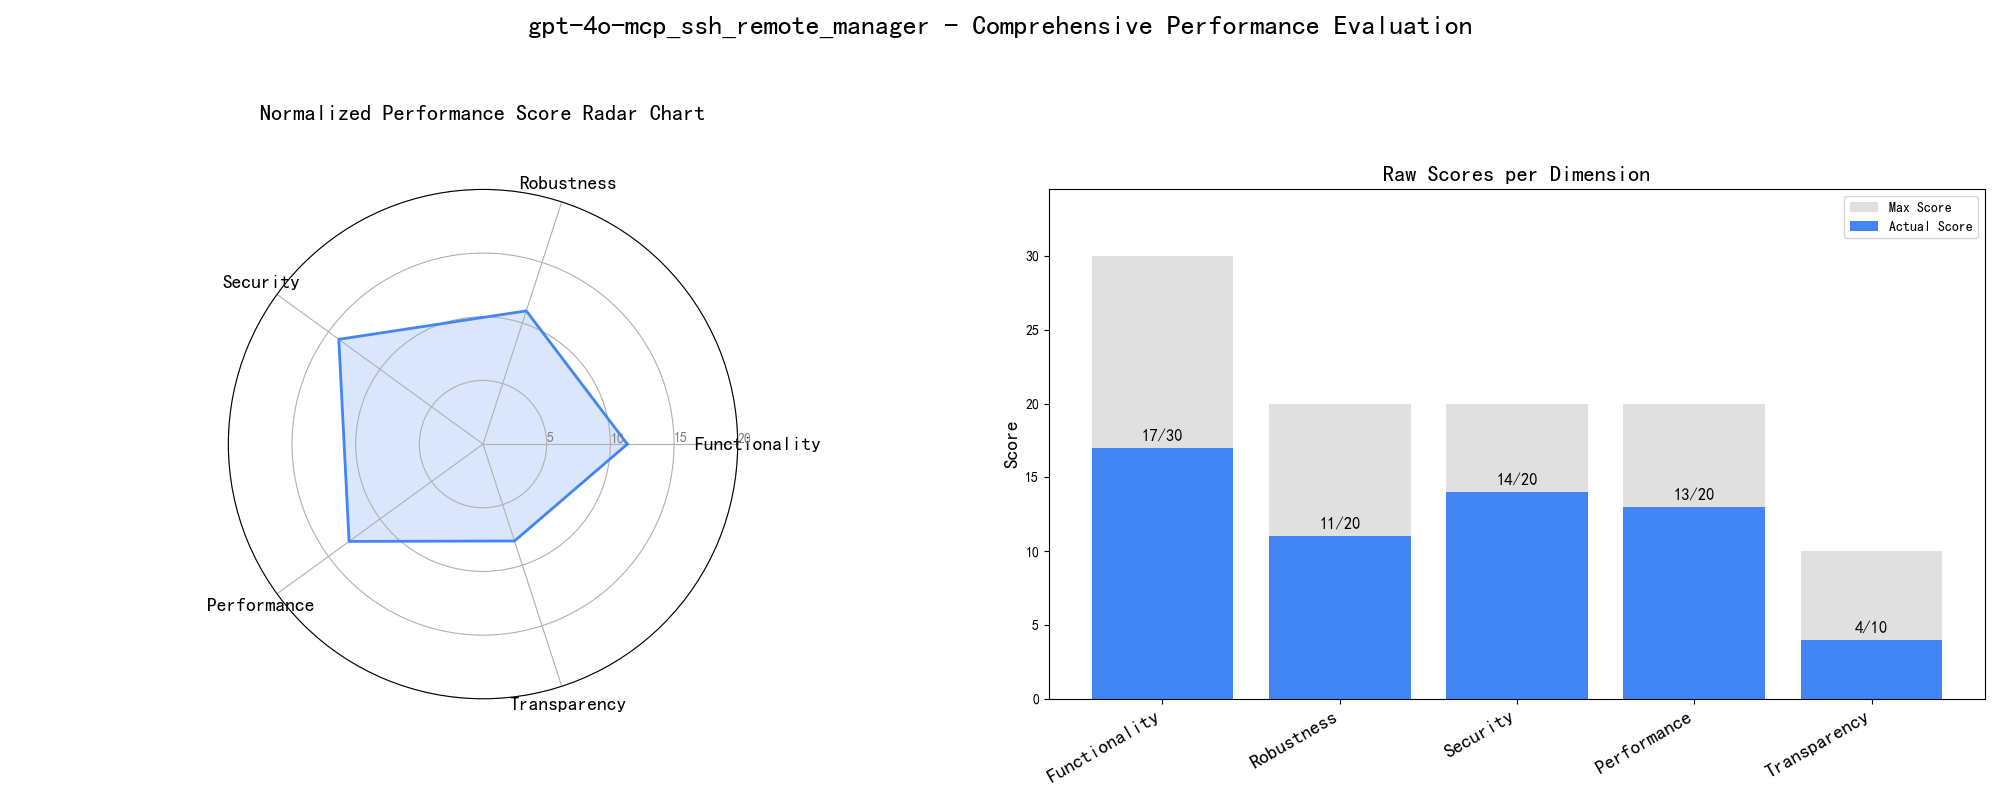 gpt-4o-mcp_ssh_remote_manager - Comprehensive Performance Evaluation
Normalized Performance Score Radar Chart
Robustness
Security
Functionality
Performance
Transparency
5
10
15
20
Raw Scores per Dimension
Max Score
Actual Score
Score
30
25
20
15
10
5
0
17/30
11/20
14/20
13/20
4/10
Functionality
Robustness
Security
Performance
Transparency